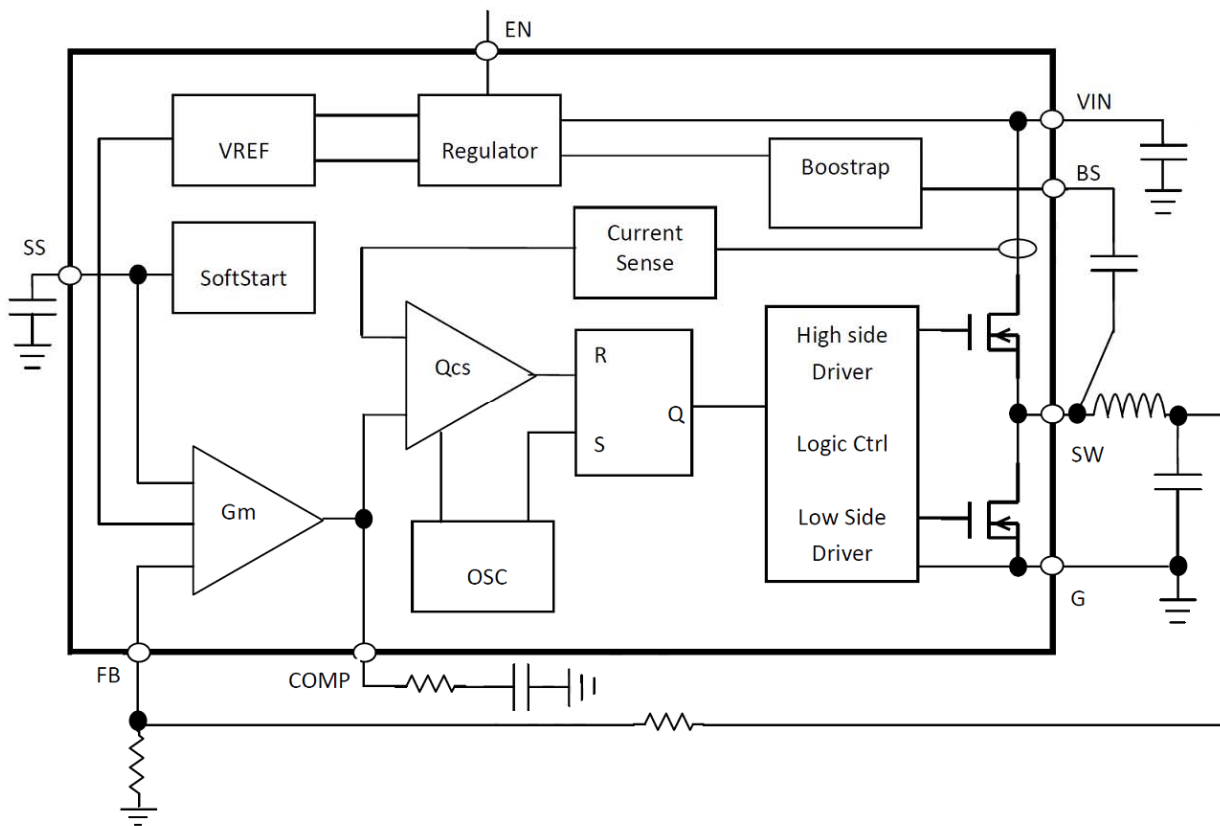 EN
VIN
VREF
Regulator
Boostrap
BS
SS
SoftStart
Current
Sense
Qcs
R
S
Q
High side
Driver
Logic Ctrl
Low Side
Driver
SW
Gm
OSC
G
FB
COMP